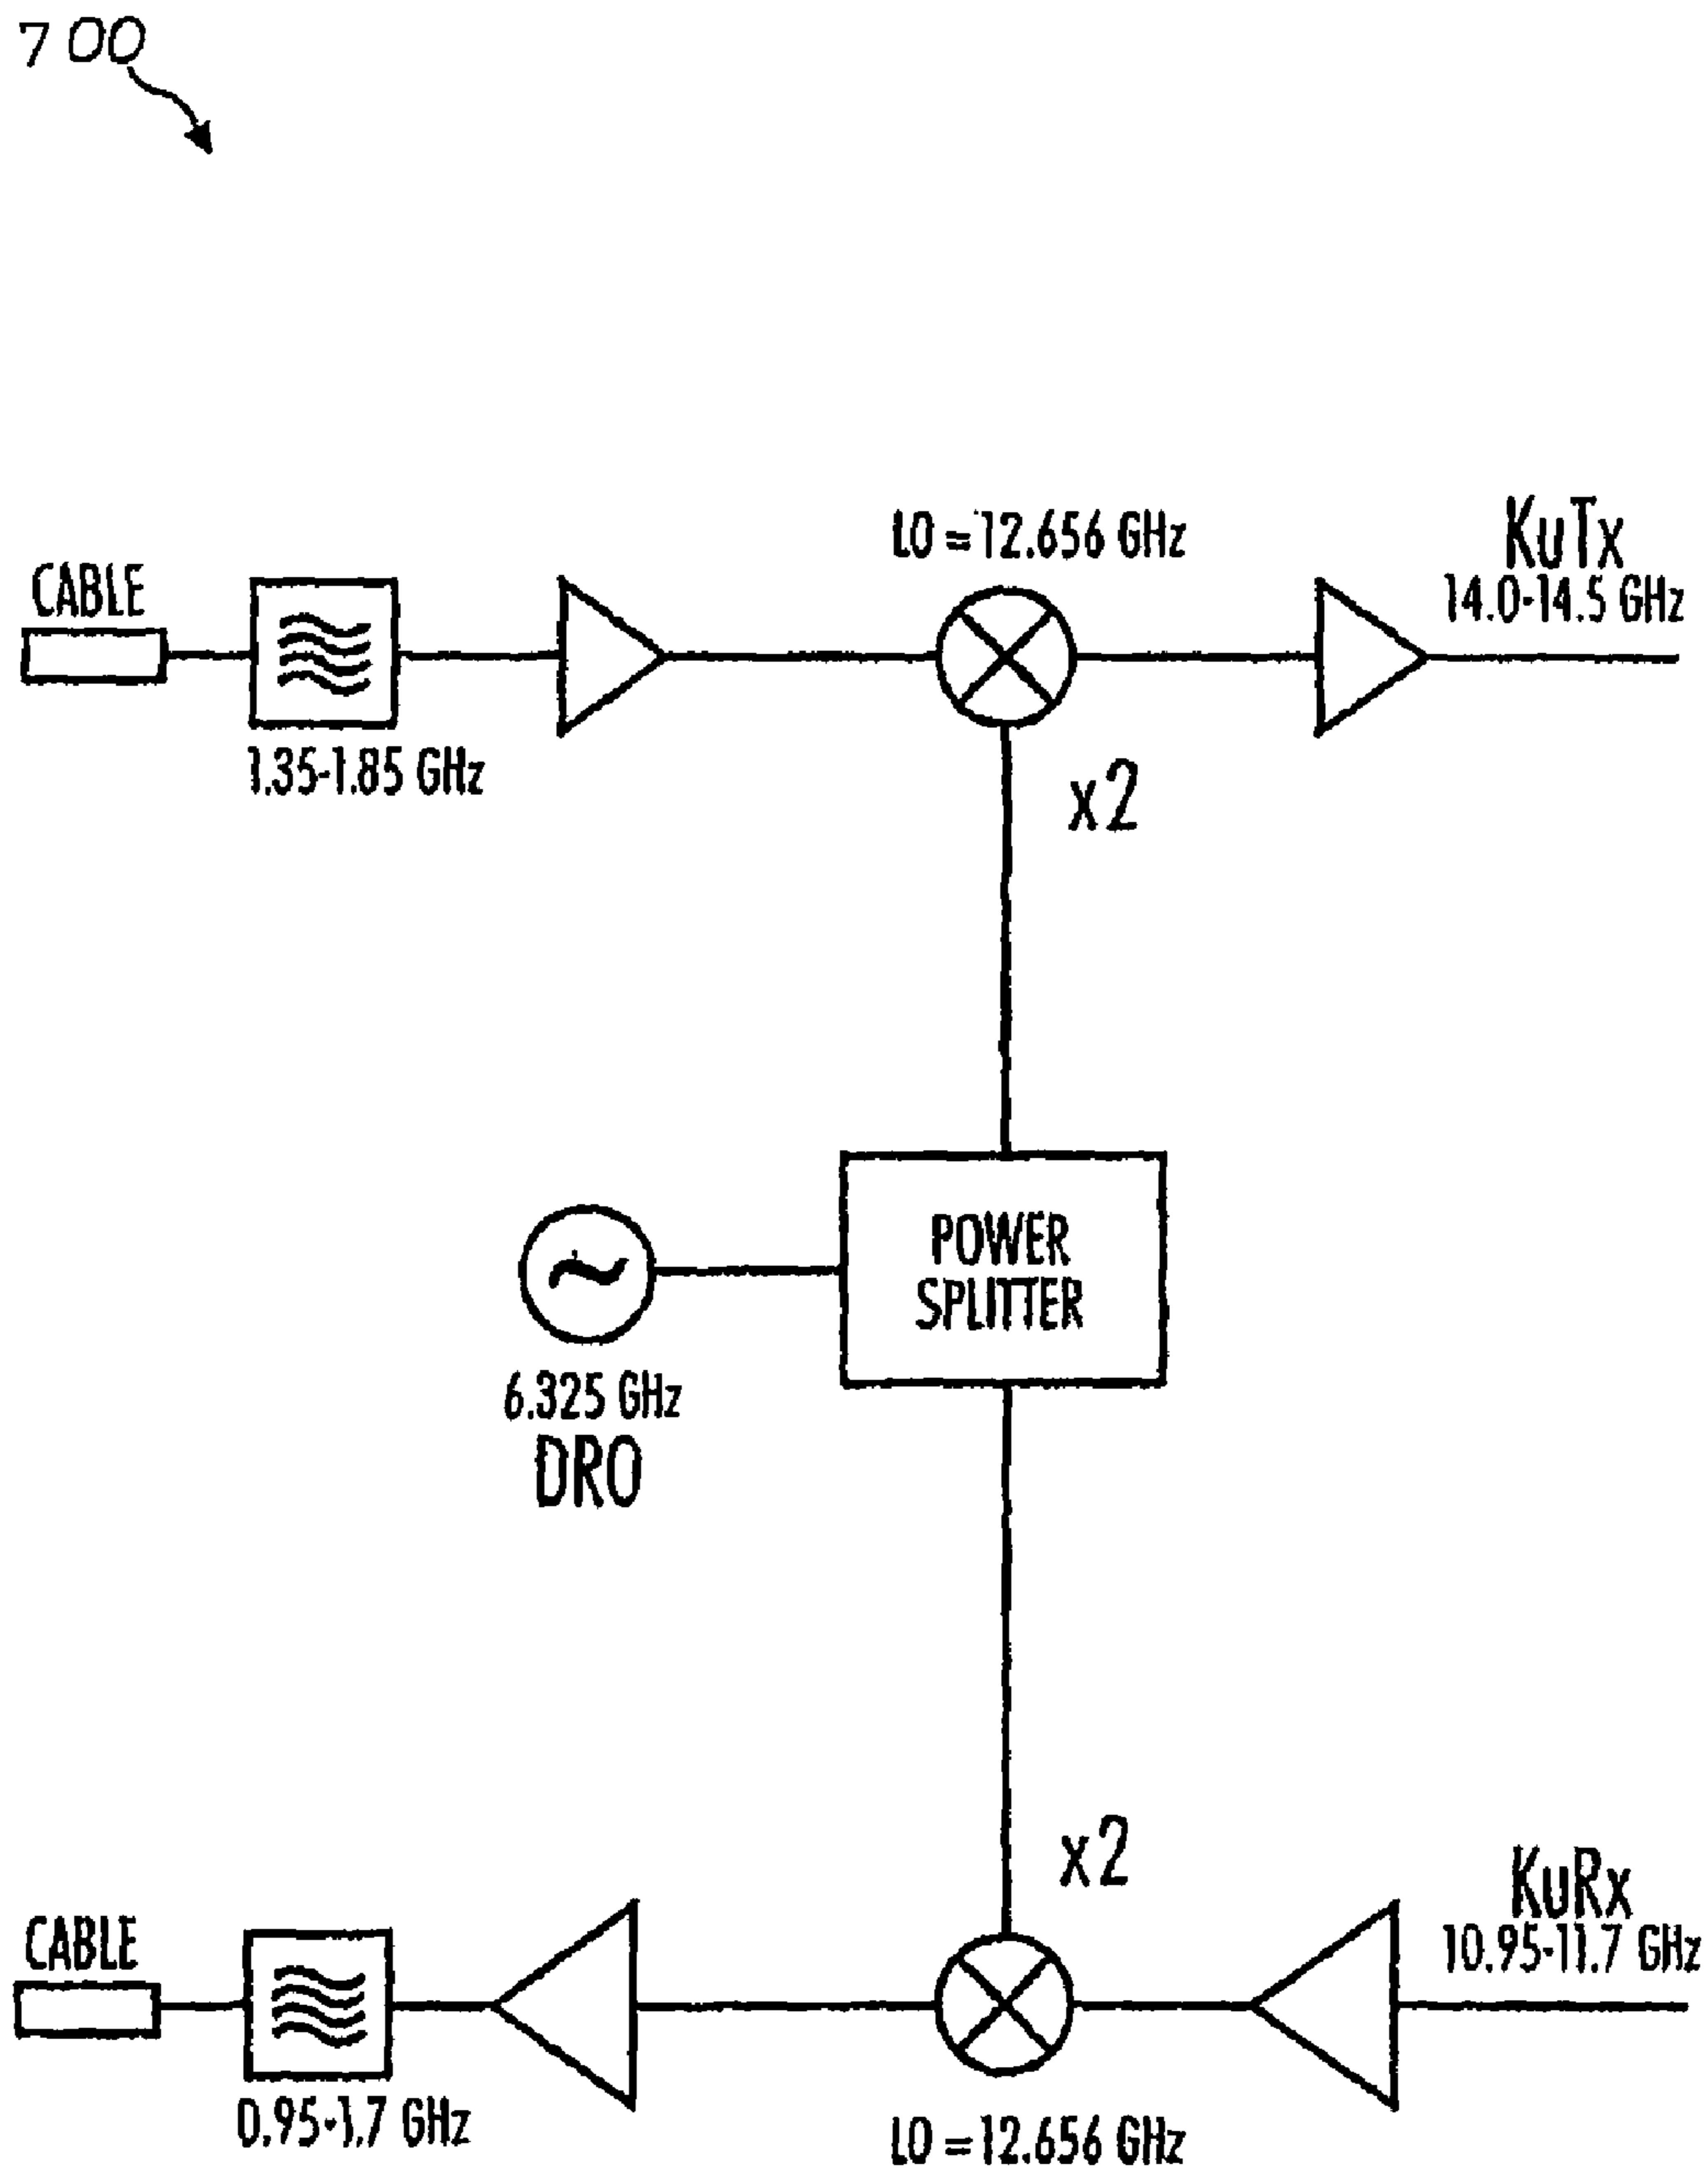 700
LO = 12.656 GHz
KuTx
14.0-14.5 GHz
CABLE
1.35-1.85 GHz
x2
POWER
SPLITTER
6.325 GHz
DRO
x2
KuRx
10.95-11.7 GHz
CABLE
0.95-1.7 GHz
LO = 12.656 GHz